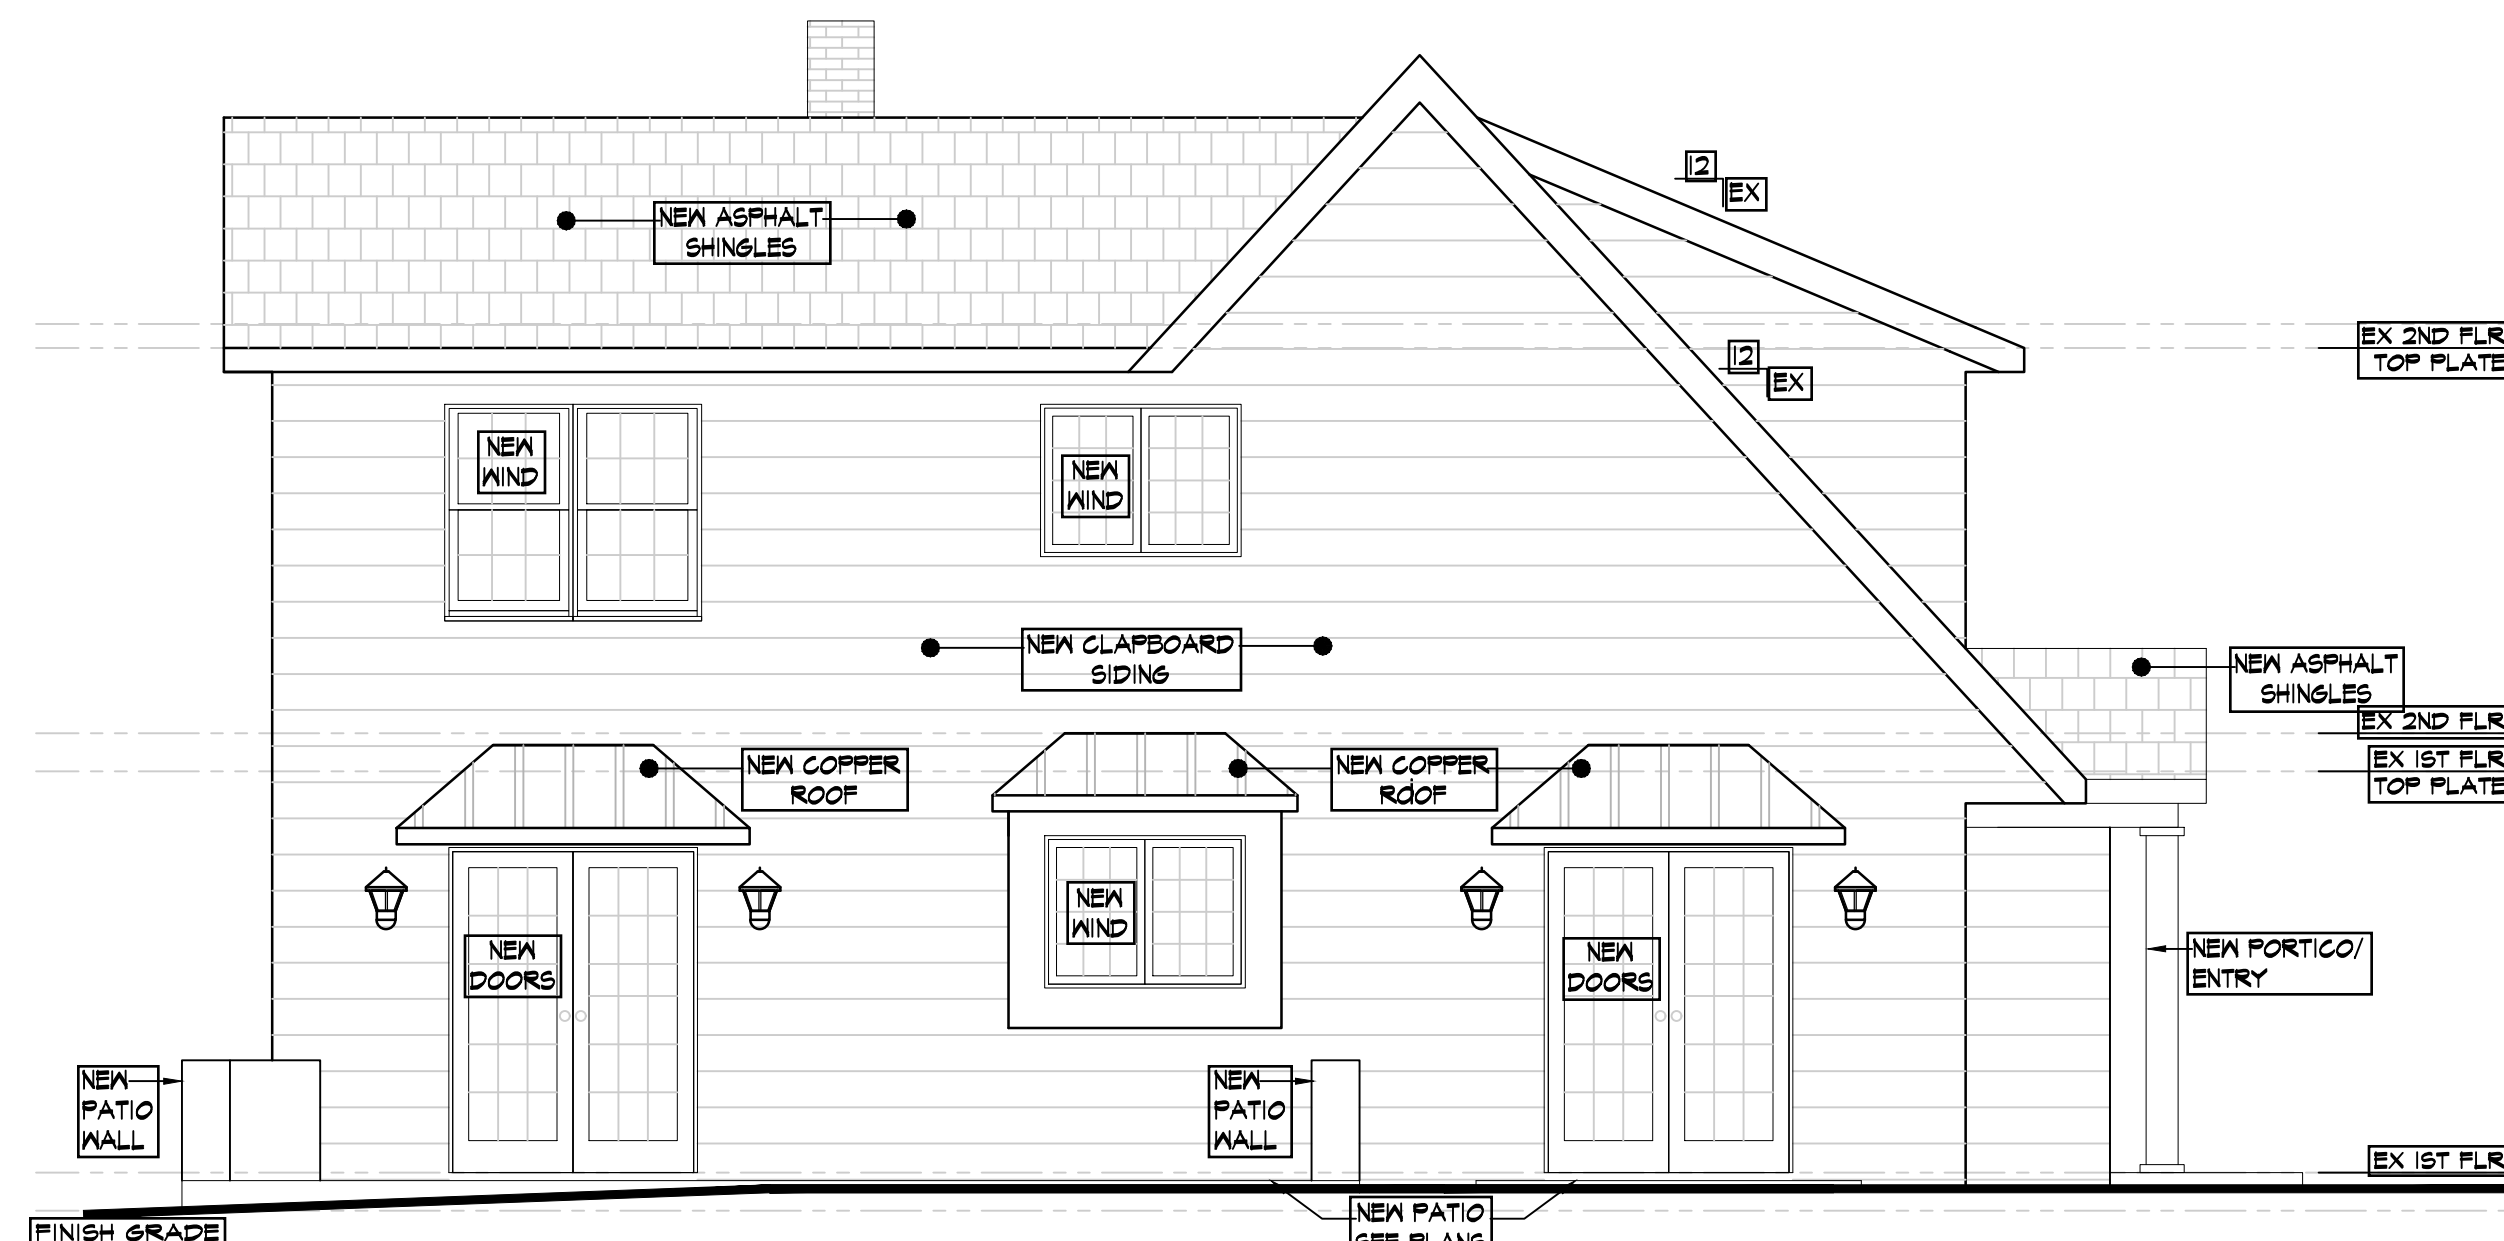 12
EX
NEW ASPHALT
SHINGLES
EX 2ND FLR
TOP PLATE
12
EX
NEW
WIND
NEW
WIND
NEW CLAPBOARD
SIDING
NEW ASPHALT
SHINGLES
EX 2ND FLR
EX 1ST FLR
TOP PLATE
NEW COPPER
ROOF
NEW COPPER
ROOF
NEW
WIND
NEW
DOORS
NEW
DOORS
NEW PORTICO/
ENTRY
NEW
PATIO
WALL
NEW
PATIO
WALL
EX 1ST FLR
NEW PATIO
SEE PLANS
FINISH GRADE